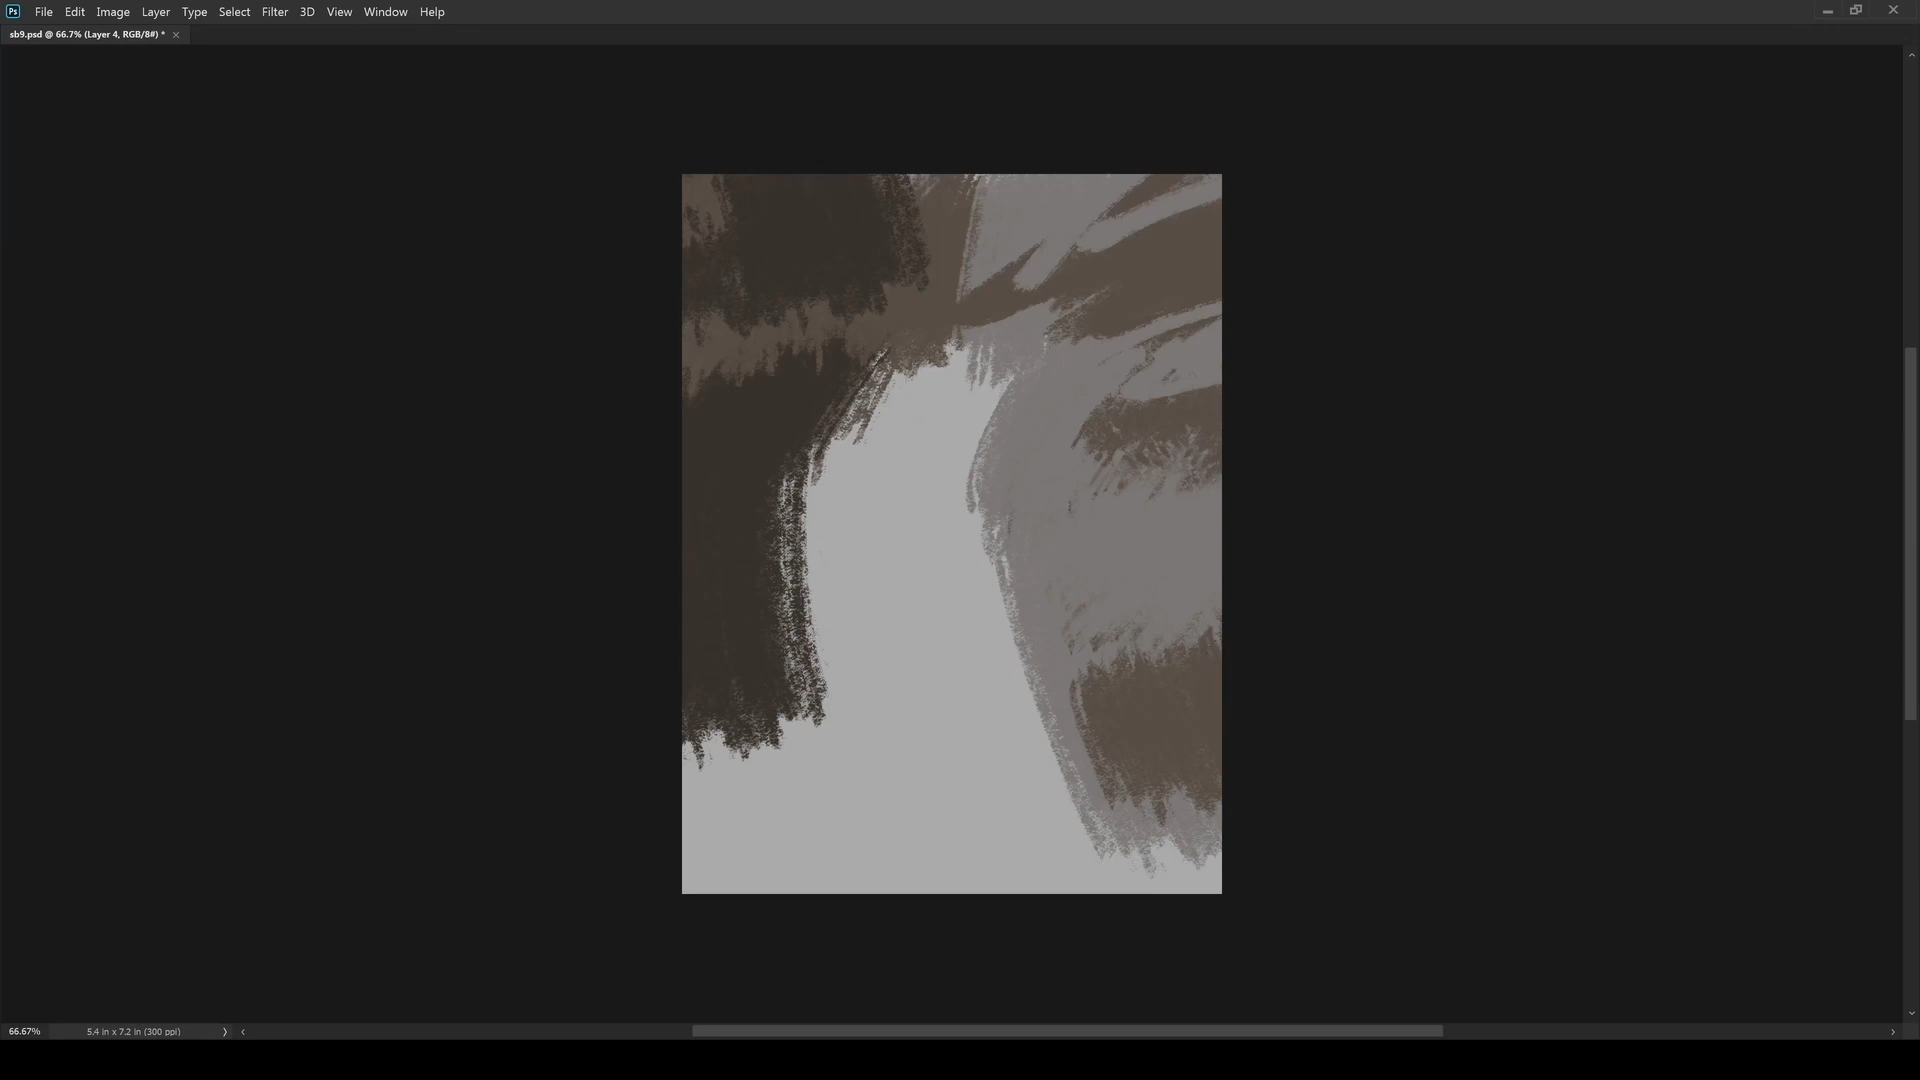 Ps File Edit Image Layer Type Select Filter 3D View Window Help
sb9.psd @ 66.7% (Layer 4, RGB/8#) *
66.67% 5.4 in x 7.2 in (300 ppi)